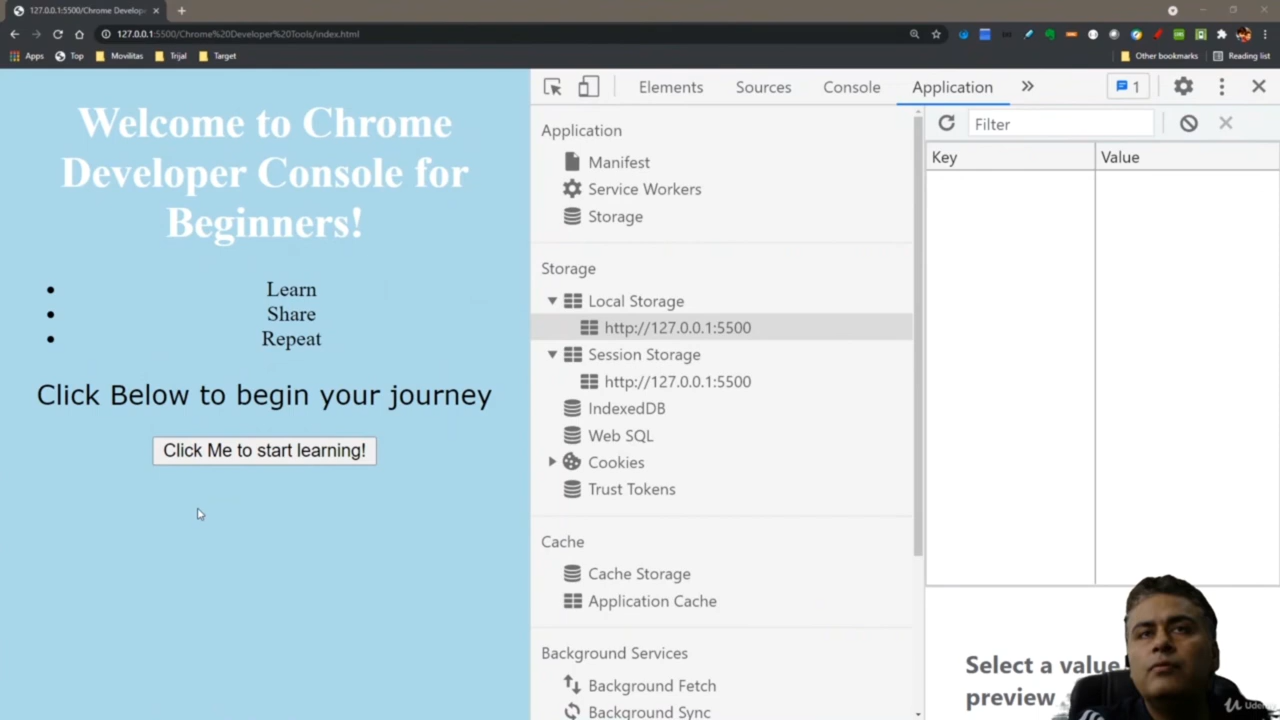 127.0.0.1:5500/Chrome Develop
127.0.0.1:5500/Chrome%20Developer%20Tools/index.html
Apps Top Movilitas Trijal Target Other bookmarks Reading list
Welcome to Chrome
Developer Console for
Beginners!
Learn
Share
Repeat
Click Below to begin your journey
Click Me to start learning!
Elements Sources Console Application 1
Application
Manifest
Service Workers
Storage
Storage
Local Storage
http://127.0.0.1:5500
Session Storage
http://127.0.0.1:5500
IndexedDB
Web SQL
Cookies
Trust Tokens
Cache
Cache Storage
Application Cache
Background Services
Background Fetch
Background Sync
Filter
Key Value
Select a value
preview